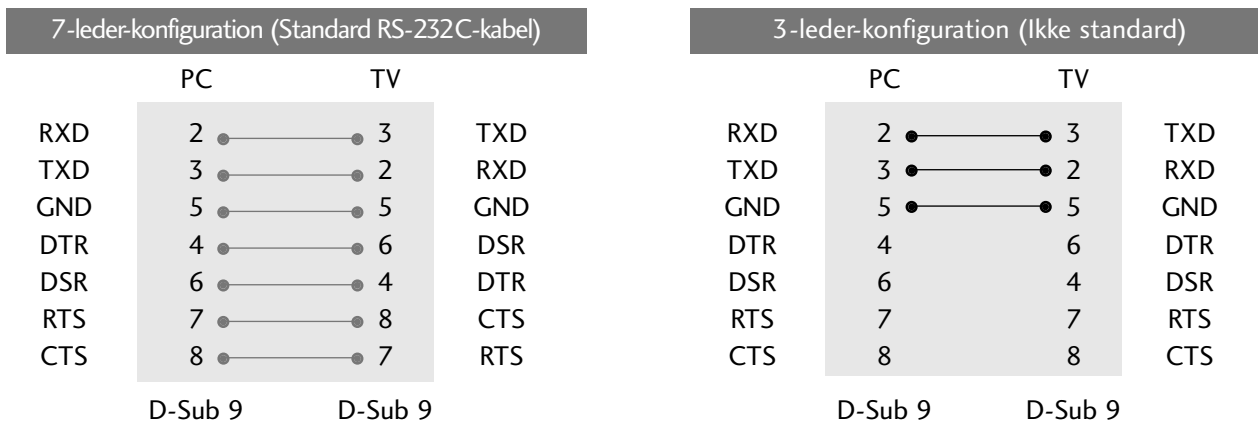 7-leder-konfiguration (Standard RS-232C-kabel)
PC TV
RXD 2 3 TXD
TXD 3 2 RXD
GND 5 5 GND
DTR 4 6 DSR
DSR 6 4 DTR
RTS 7 8 CTS
CTS 8 7 RTS
D-Sub 9 D-Sub 9
3-leder-konfiguration (Ikke standard)
PC TV
RXD 2 3 TXD
TXD 3 2 RXD
GND 5 5 GND
DTR 4 6 DTR
DSR 6 4 DSR
RTS 7 7 RTS
CTS 8 8 CTS
D-Sub 9 D-Sub 9